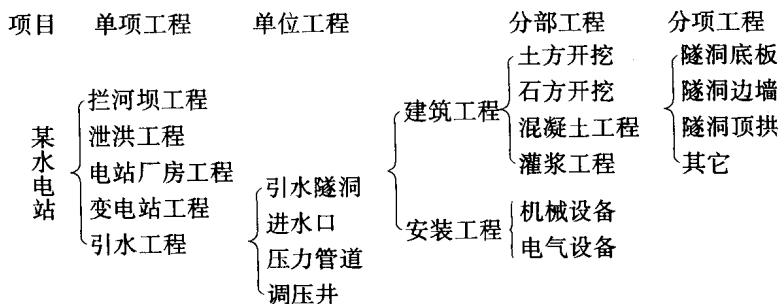 项目 单项工程 单位工程 分部工程 分项工程
某水电站
拦河坝工程
泄洪工程
电站厂房工程
变电站工程
引水工程
引水隧洞
进水口
压力管道
调压井
建筑工程
安装工程
土方开挖
石方开挖
混凝土工程
灌浆工程
机械设备
电气设备
隧洞底板
隧洞边墙
隧洞顶拱
其它